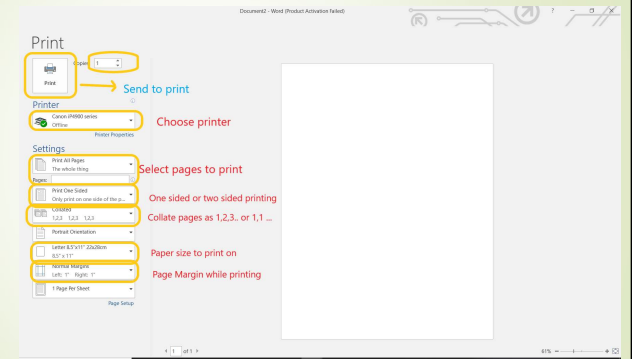 Document2 - Word (Product Activation Failed)
?
Print
Copies: 1
Print
Send to print
Printer
Canon iP4900 series
Offline
Choose printer
Printer Properties
Settings
Print All Pages
The whole thing
Select pages to print
Pages:
Print One Sided
Only print on one side of the p...
One sided or two sided printing
Collated
1,2,3 1,2,3 1,2,3
Collate pages as 1,2,3.. or 1,1 ...
Portrait Orientation
Letter 8.5"x11" 22x28cm
8.5" x 11"
Paper size to print on
Normal Margins
Left: 1" Right: 1"
Page Margin while printing
1 Page Per Sheet
Page Setup
1 of 1
61%